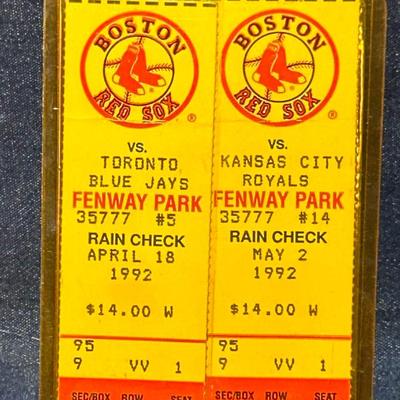 BOSTON
RED SOX
®
VS.
TORONTO
BLUE JAYS
FENWAY PARK
35777 #5
RAIN CHECK
APRIL 18
1992
$14.00 W
95
9 VV 1
SEC/BOX ROW SEAT
BOSTON
RED SOX
®
VS.
KANSAS CITY
ROYALS
FENWAY PARK
35777 #14
RAIN CHECK
MAY 2
1992
$14.00 W
95
9 VV 1
SEC/BOX ROW SEAT